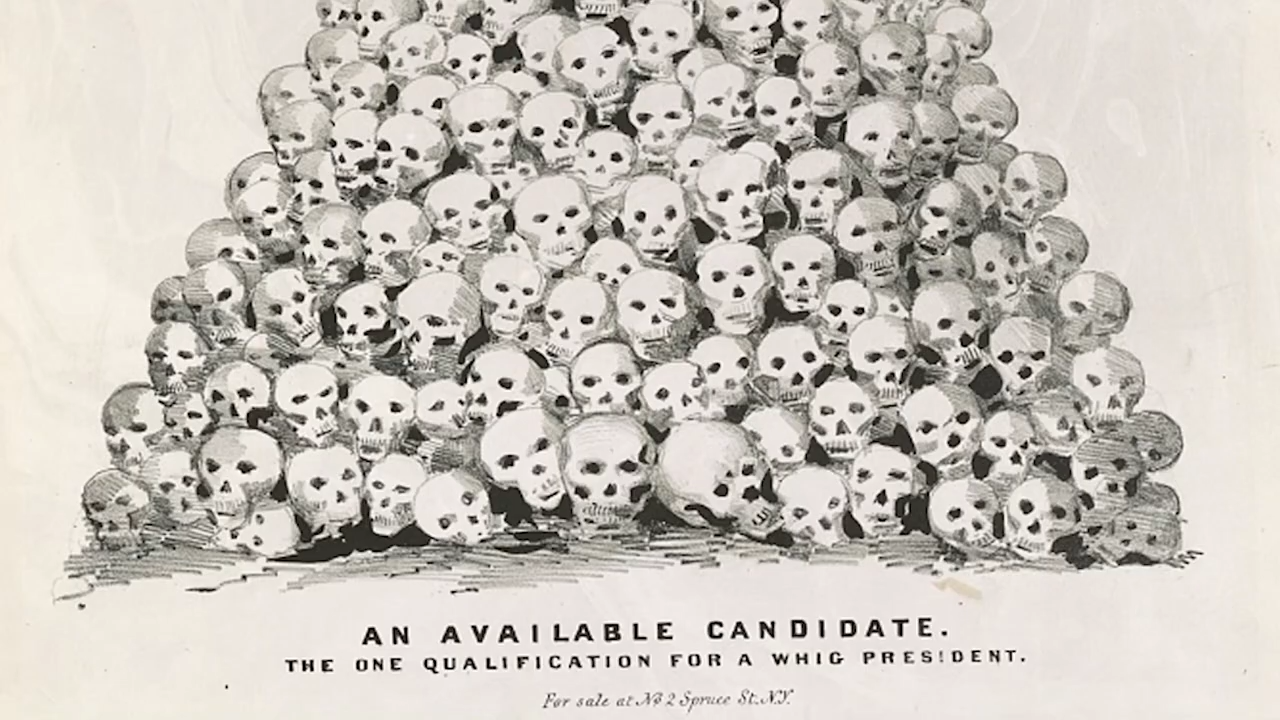 AN AVAILABLE CANDIDATE.
THE ONE QUALIFICATION FOR A WHIG PRESIDENT.
For sale at No 2 Spruce St. N.Y.